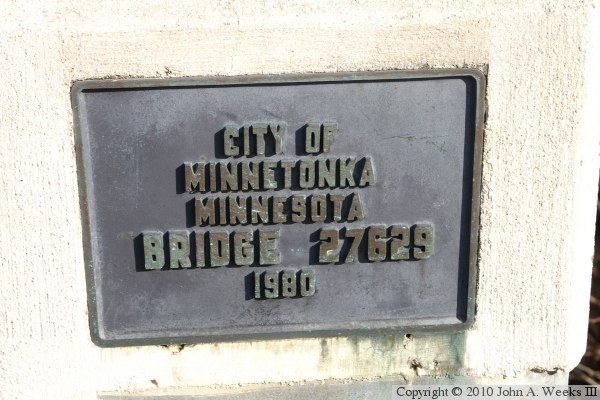 CITY OF
MINNETONKA
MINNESOTA
BRIDGE 27629
1980
Copyright © 2010 John A. Weeks III